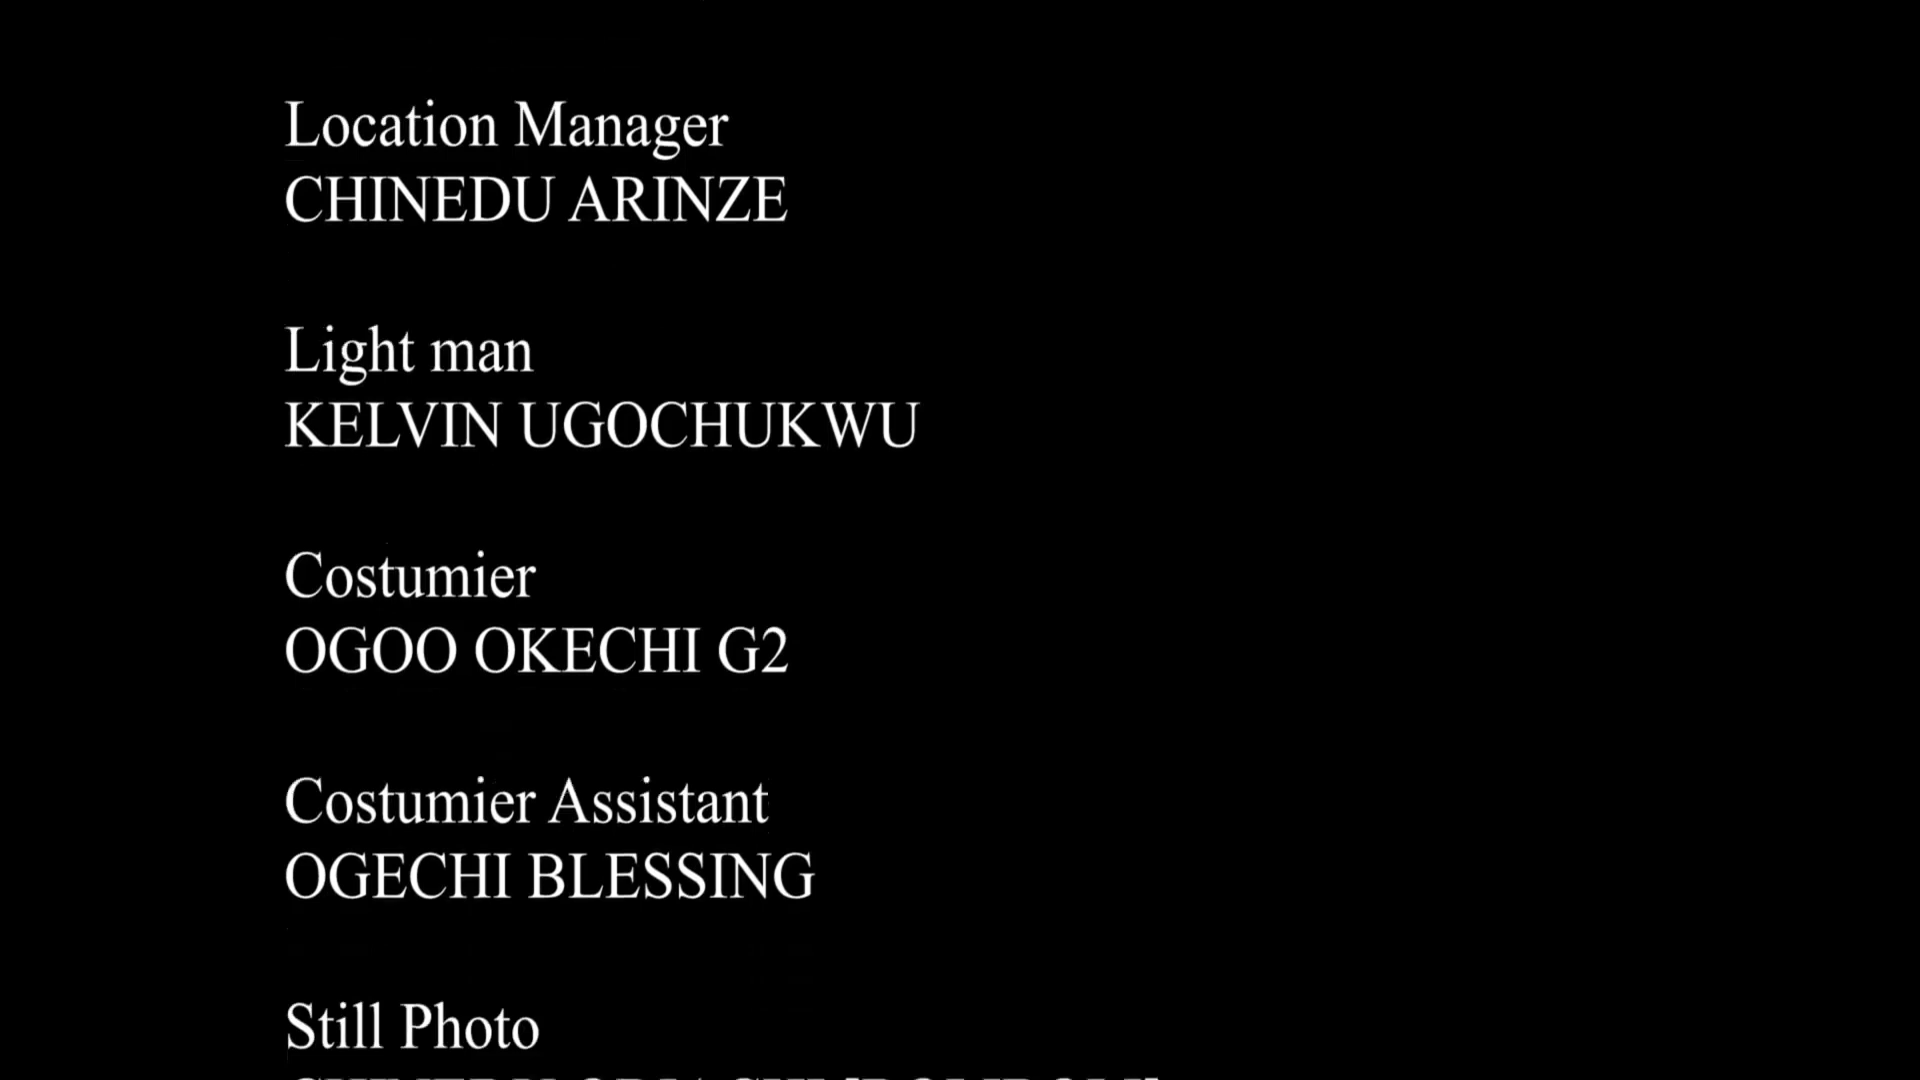 Location Manager
CHINEDU ARINZE
Light man
KELVIN UGOCHUKWU
Costumier
OGOO OKECHI G2
Costumier Assistant
OGECHI BLESSING
Still Photo